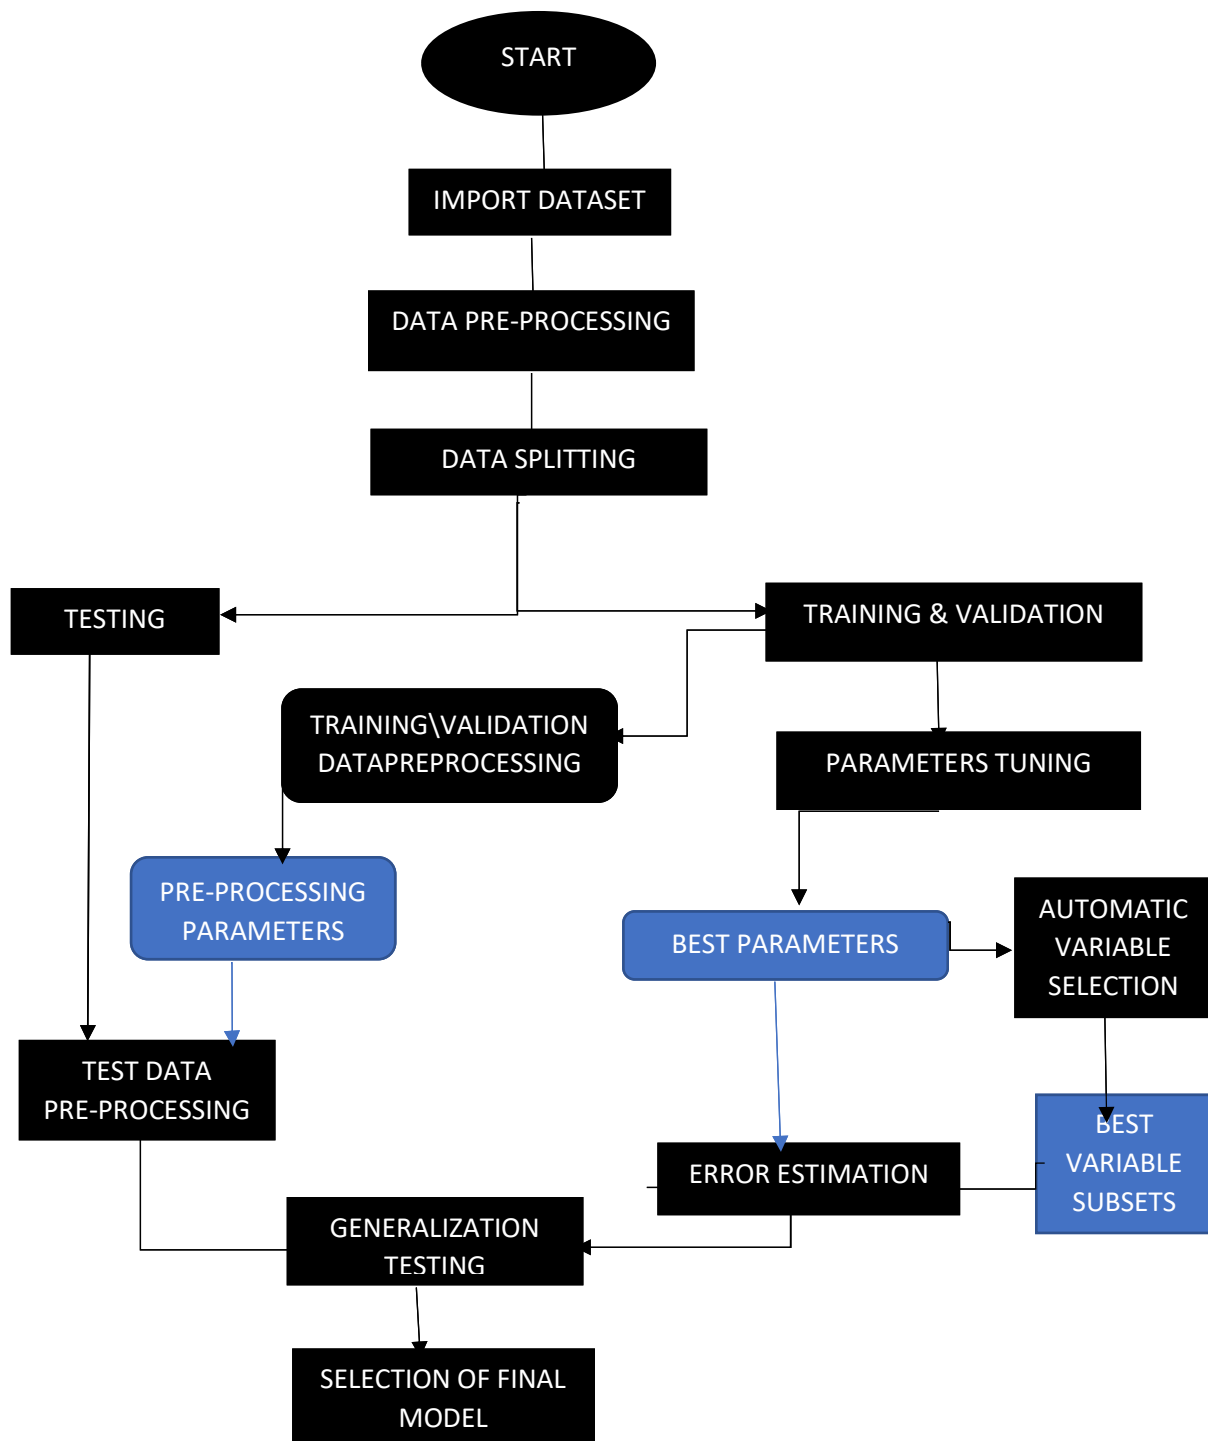 START
IMPORT DATASET
DATA PRE-PROCESSING
DATA SPLITTING
TESTING
TRAINING & VALIDATION
TRAINING\VALIDATION
DATAPREPROCESSING
PARAMETERS TUNING
PRE-PROCESSING
PARAMETERS
BEST PARAMETERS
AUTOMATIC
VARIABLE
SELECTION
TEST DATA
PRE-PROCESSING
BEST
VARIABLE
SUBSETS
ERROR ESTIMATION
GENERALIZATION
TESTING
SELECTION OF FINAL
MODEL